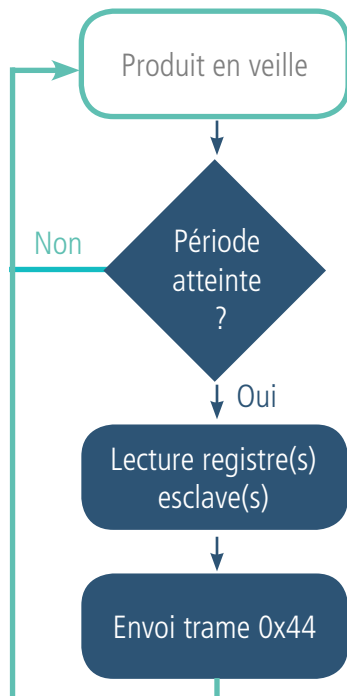 Produit en veille
Non
Période
atteinte
?
Oui
Lecture registre(s)
esclave(s)
Envoi trame 0x44